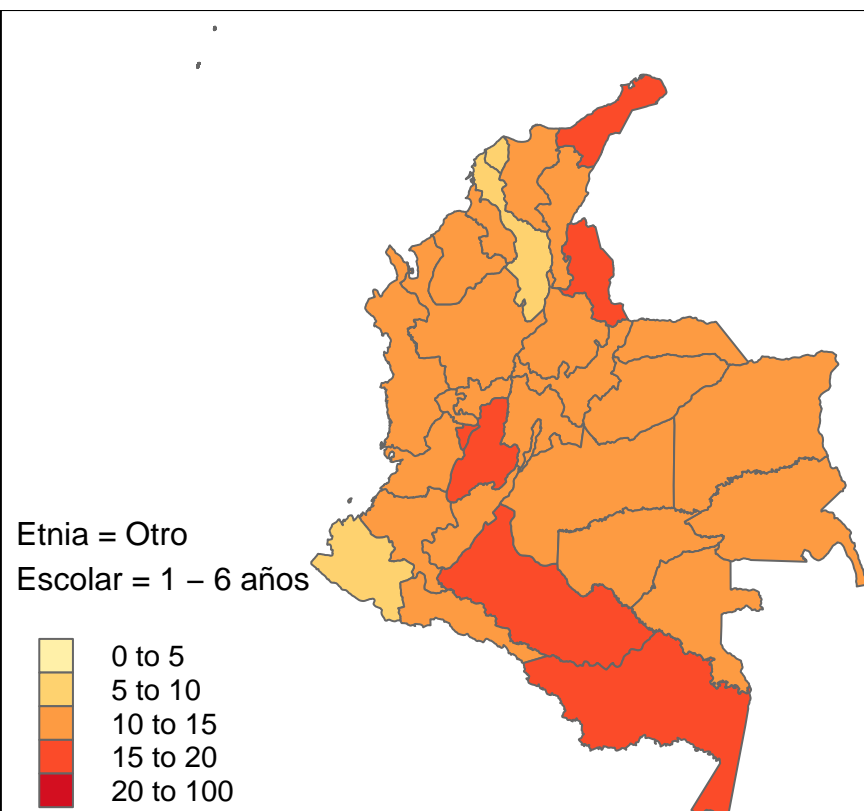 Etnia = Otro
Escolar = 1 – 6 años
0 to 5
5 to 10
10 to 15
15 to 20
20 to 100